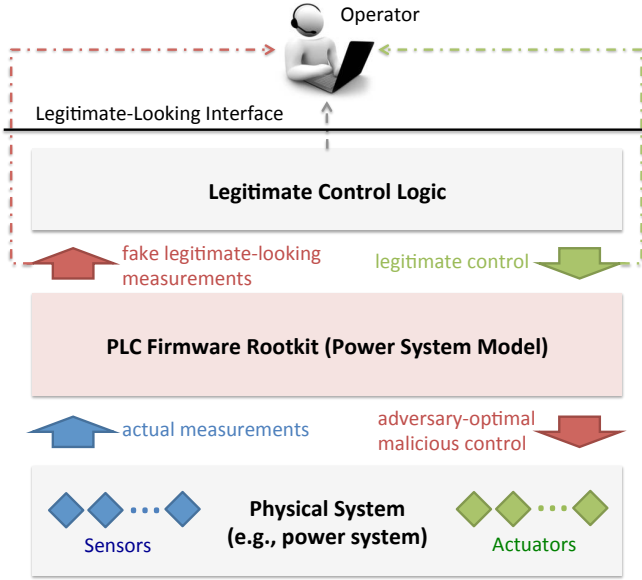 Operator
Legitimate-Looking Interface
Legitimate Control Logic
fake legitimate-looking
measurements
legitimate control
PLC Firmware Rootkit (Power System Model)
actual measurements
adversary-optimal
malicious control
Physical System
(e.g., power system)
Sensors
Actuators